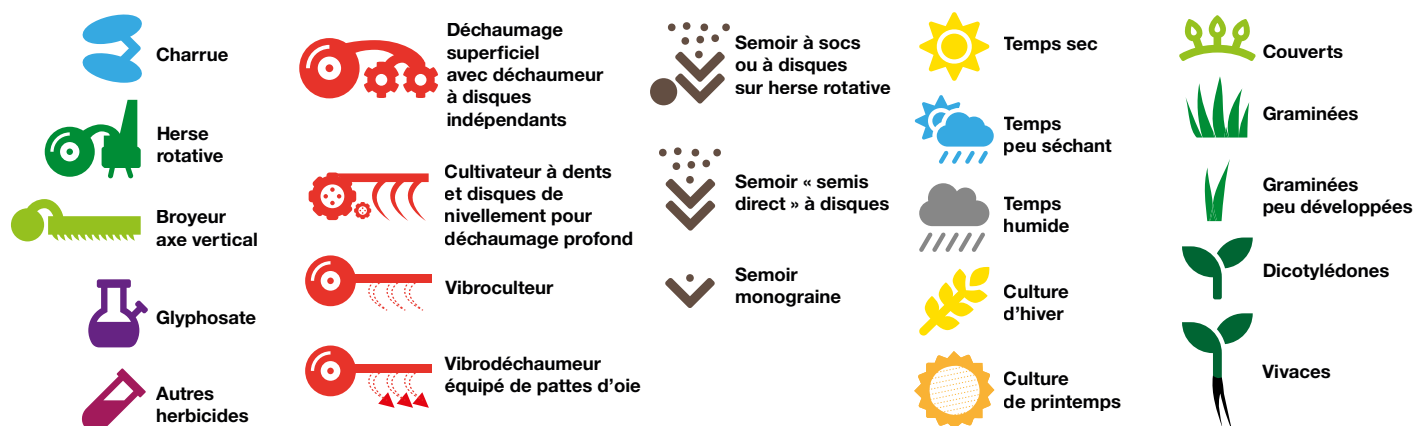 Charrue
Herse
rotative
Broyeur
axe vertical
Glyphosate
Autres
herbicides
Déchaumage
superficiel
avec déchaumeur
à disques
indépendants
Cultivateur à dents
et disques de
nivellement pour
déchaumage profond
Vibroculteur
Vibrodéchaumeur
équipé de pattes d’oie
Semoir à socs
ou à disques
sur herse rotative
Semoir « semis
direct » à disques
Semoir
monograine
Temps sec
Temps
peu séchant
Temps
humide
Culture
d’hiver
Culture
de printemps
Couverts
Graminées
Graminées
peu développées
Dicotylédones
Vivaces